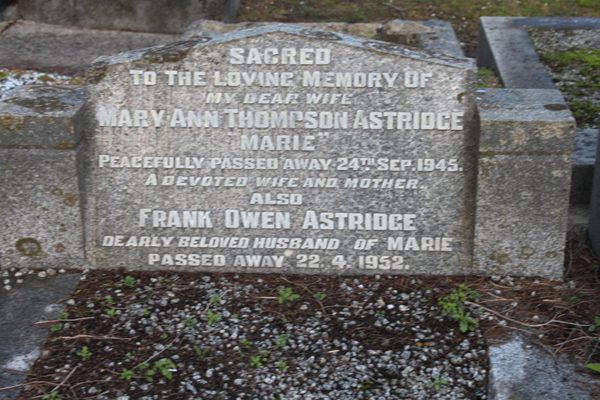 SACRED
TO THE LOVING MEMORY OF
MY DEAR WIFE
MARY ANN THOMPSON ASTRIDGE
MARIE"
PEACEFULLY PASSED AWAY 24TH SEP. 1945.
A DEVOTED WIFE AND MOTHER.
ALSO
FRANK OWEN ASTRIDGE
DEARLY BELOVED HUSBAND OF MARIE
PASSED AWAY 22. 4. 1952.